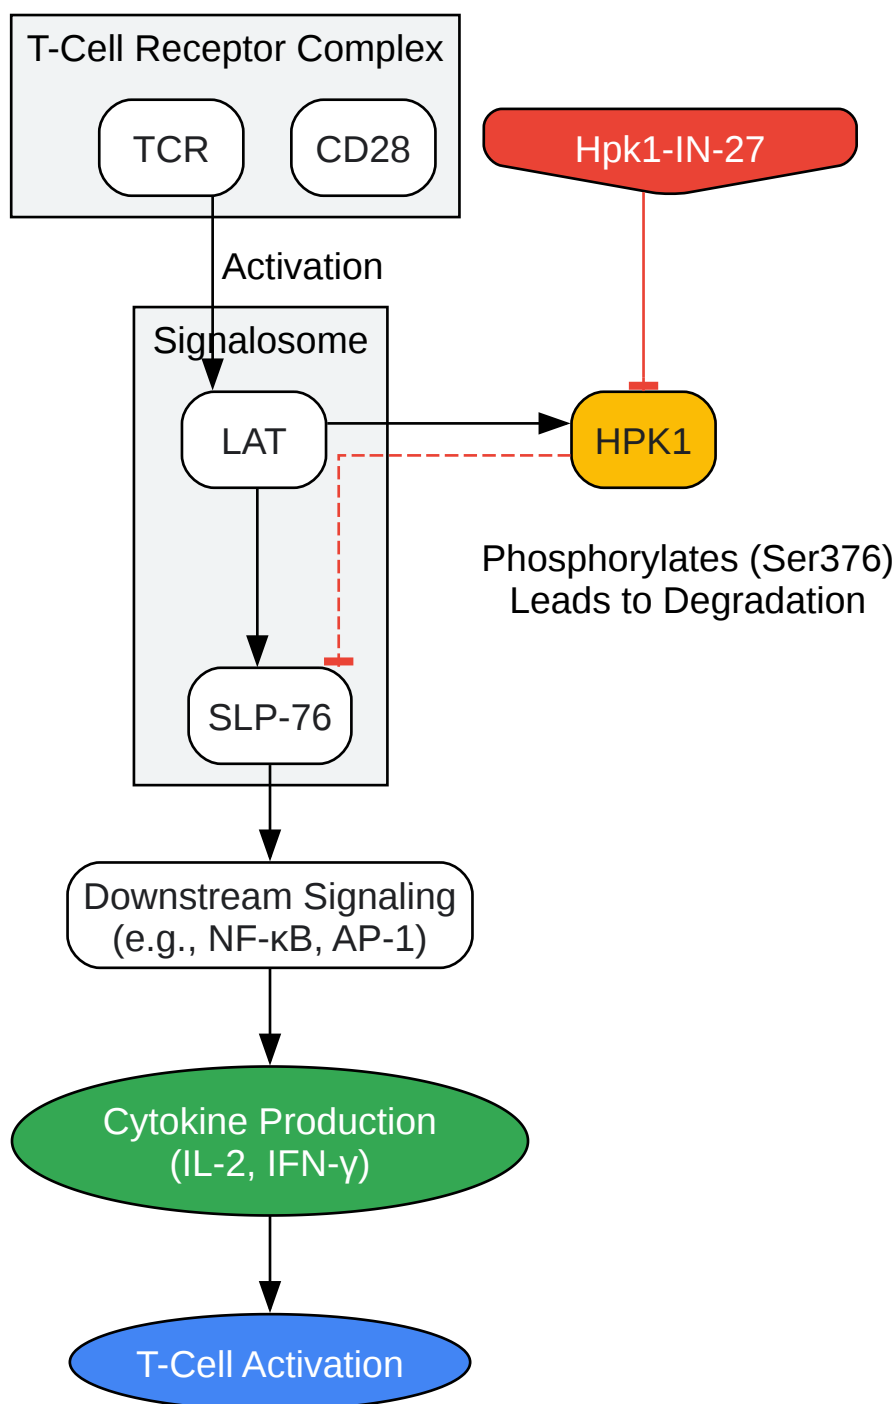 T-Cell Receptor Complex
TCR
CD28
Hpk1-IN-27
Activation
Signalosome
LAT
HPK1
Phosphorylates (Ser376)
Leads to Degradation
SLP-76
Downstream Signaling
(e.g., NF-κB, AP-1)
Cytokine Production
(IL-2, IFN-γ)
T-Cell Activation